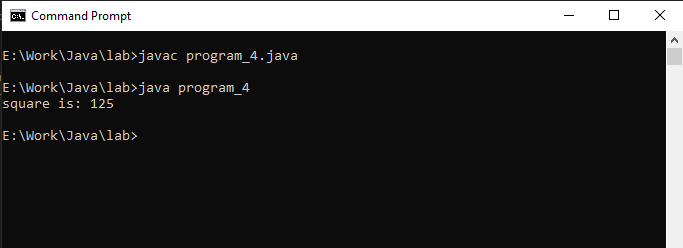 Command Prompt
E:\Work\Java\lab>javac program_4.java
E:\Work\Java\lab>java program_4
square is: 125
E:\Work\Java\lab>